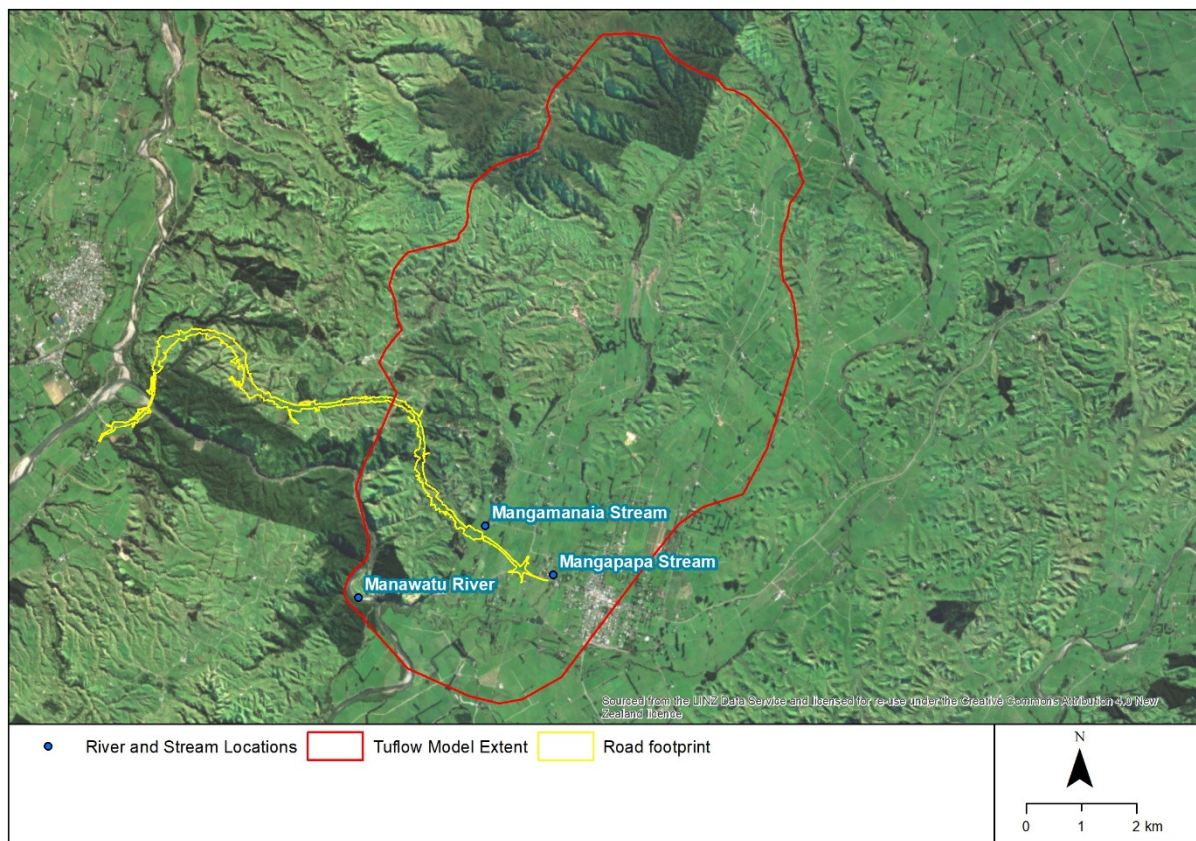 Mangamanaia Stream
Mangapapa Stream
Manawatu River
Sourced from the LINZ Data Service and licensed for re-use under the Creative Commons Attribution 4.0 New
Zealand licence
River and Stream Locations
Tuflow Model Extent
Road footprint
N
0 1 2 km